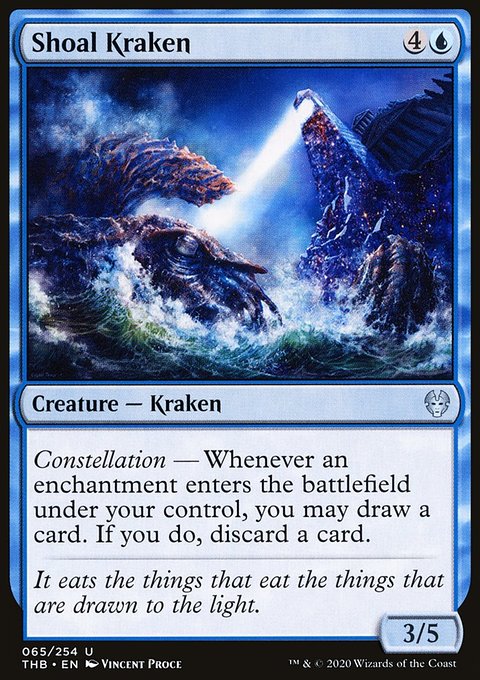 Shoal Kraken 4
Creature — Kraken
Constellation — Whenever an
enchantment enters the battlefield
under your control, you may draw a
card. If you do, discard a card.
It eats the things that eat the things that
are drawn to the light.
3/5
065/254 U
THB • EN Vincent Proce
™ & © 2020 Wizards of the Coast